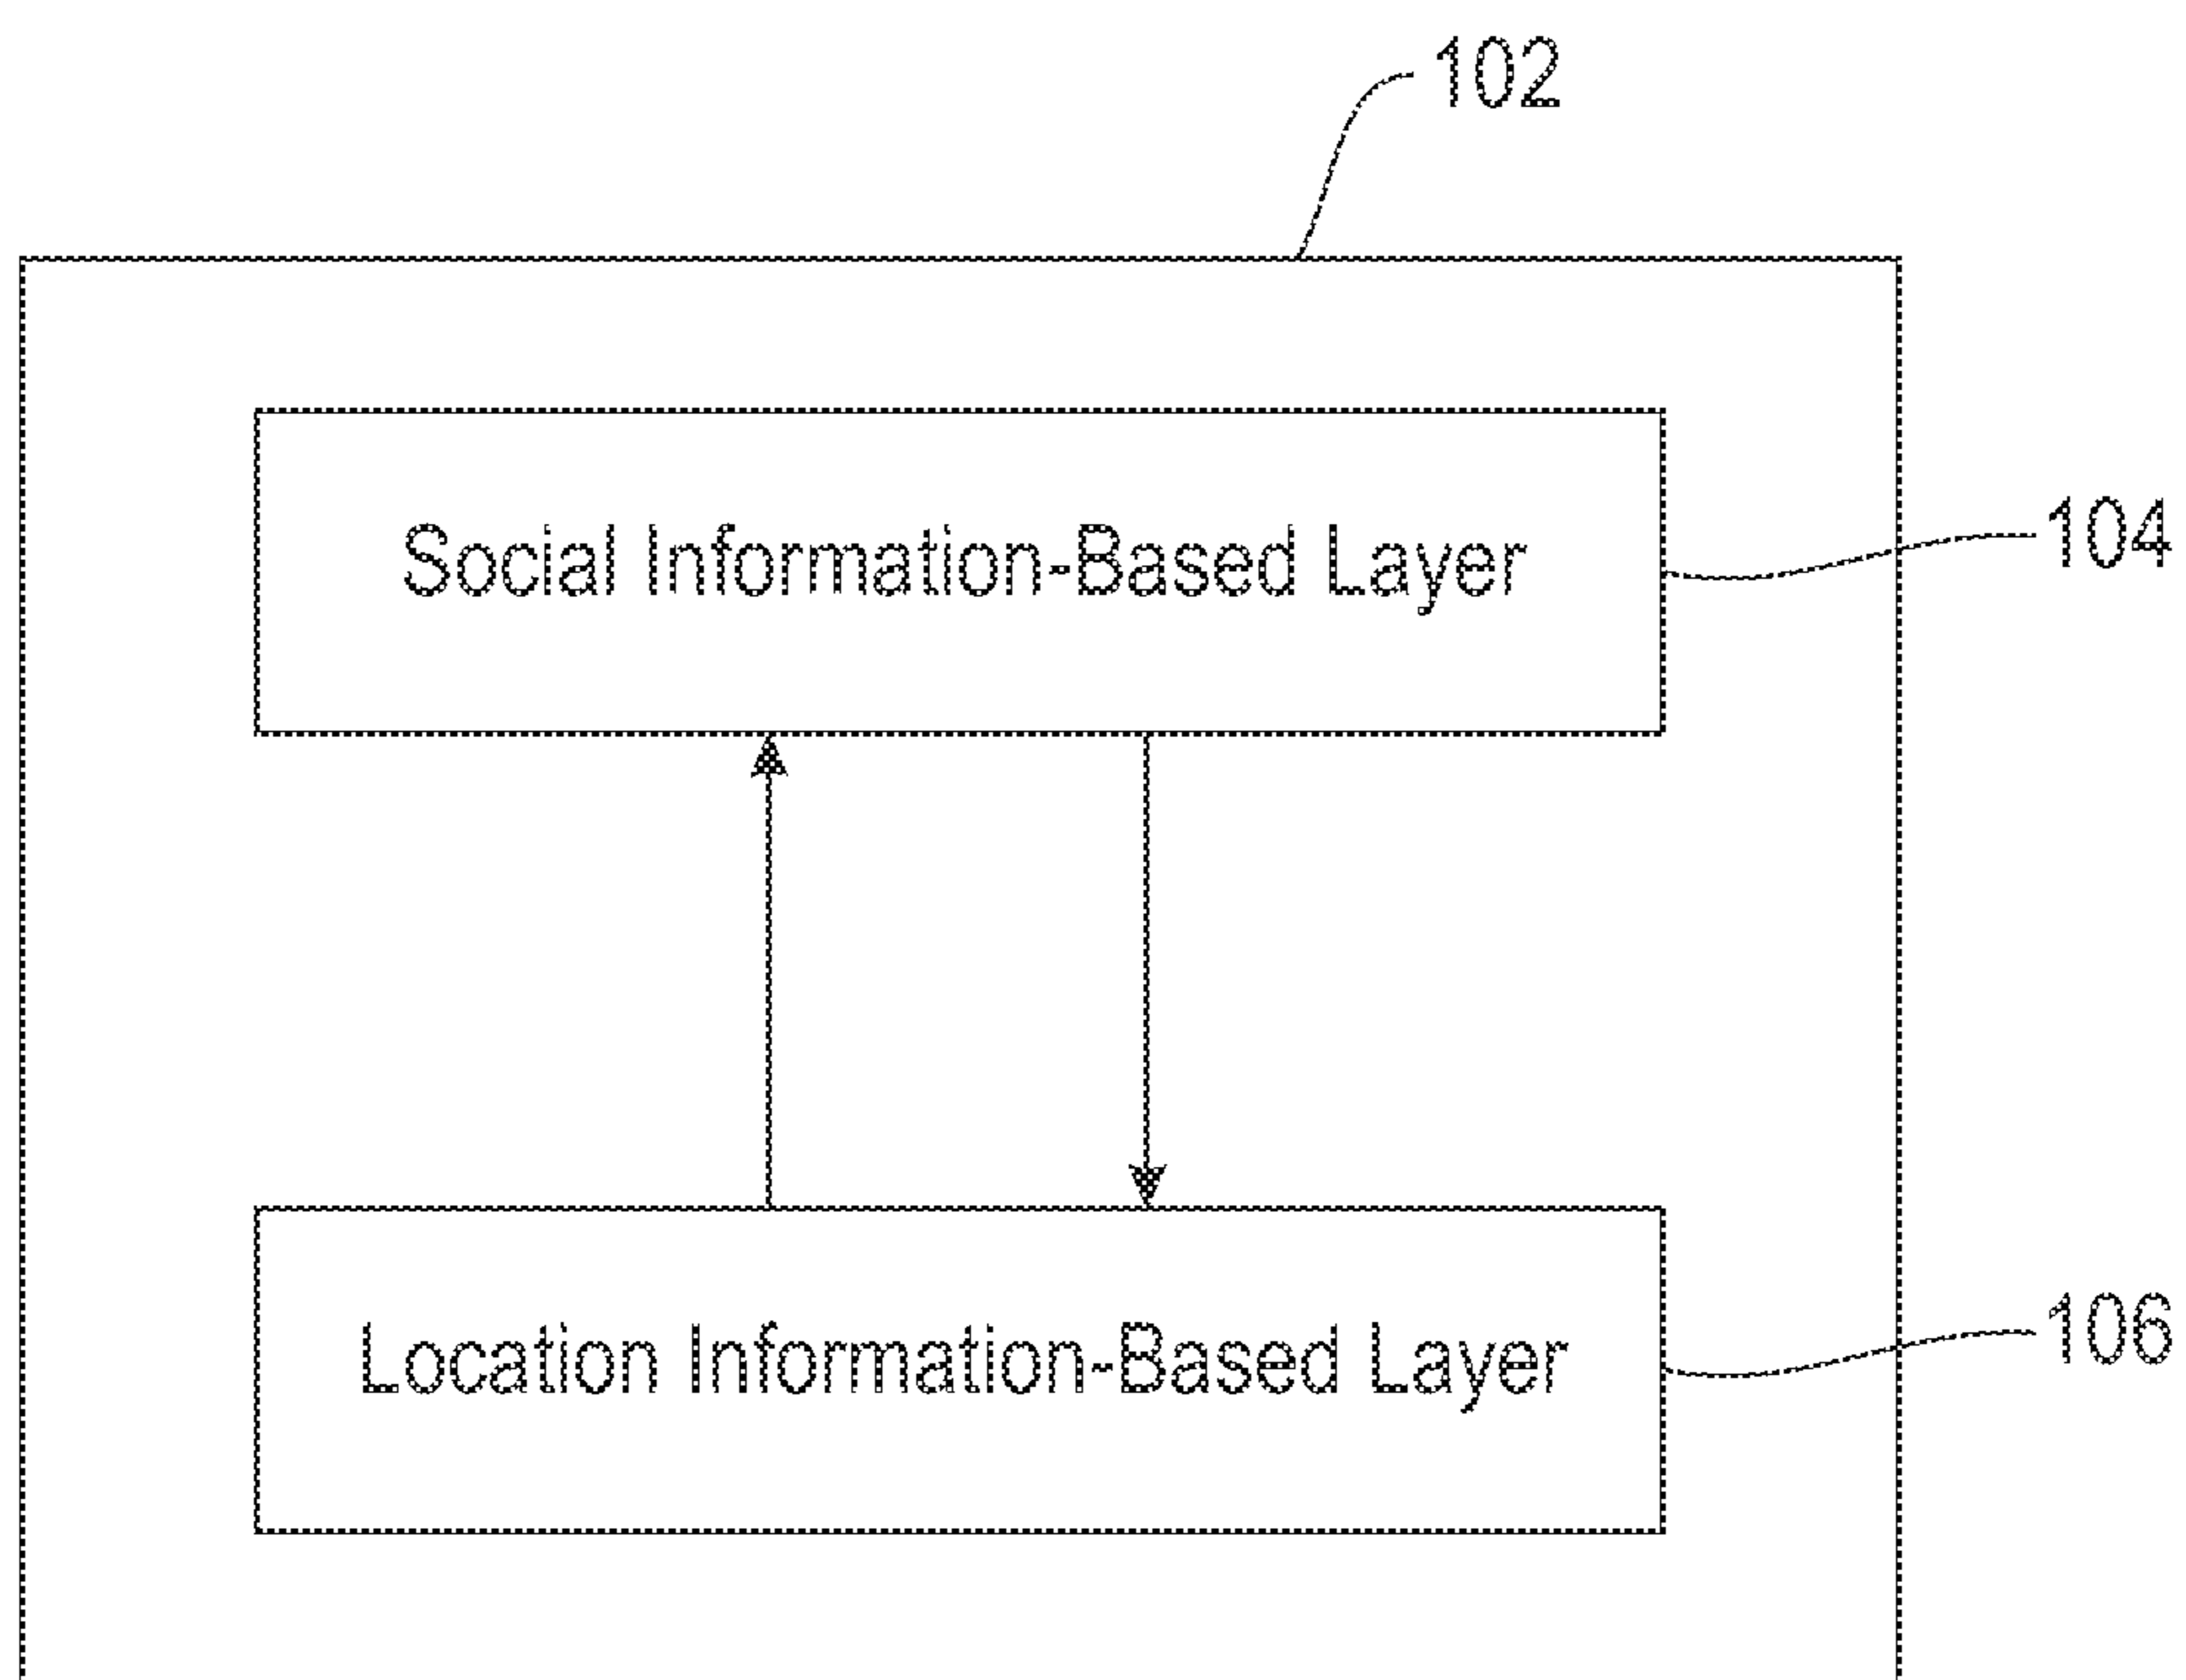 102
Social Information-Based Layer
104
Location Information-Based Layer
106